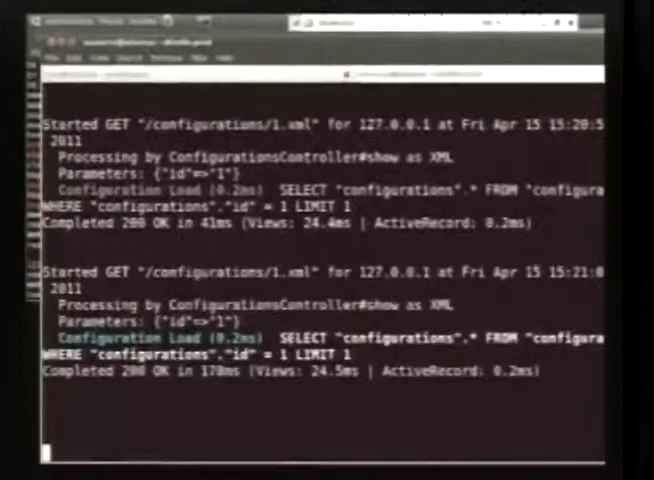 Started GET "/configurations/1.xml" for 127.0.0.1 at Fri Apr 15 15:20:5
2011
Processing by ConfigurationsController#show as XML
Parameters: {"id"=>"1"}
Configuration Load (0.2ms) SELECT "configurations".* FROM "configura
WHERE "configurations"."id" = 1 LIMIT 1
Completed 200 OK in 41ms (Views: 24.4ms | ActiveRecord: 0.2ms)
Started GET "/configurations/1.xml" for 127.0.0.1 at Fri Apr 15 15:21:0
2011
Processing by ConfigurationsController#show as XML
Parameters: {"id"=>"1"}
Configuration Load (0.2ms) SELECT "configurations".* FROM "configura
WHERE "configurations"."id" = 1 LIMIT 1
Completed 200 OK in 170ms (Views: 24.5ms | ActiveRecord: 0.2ms)